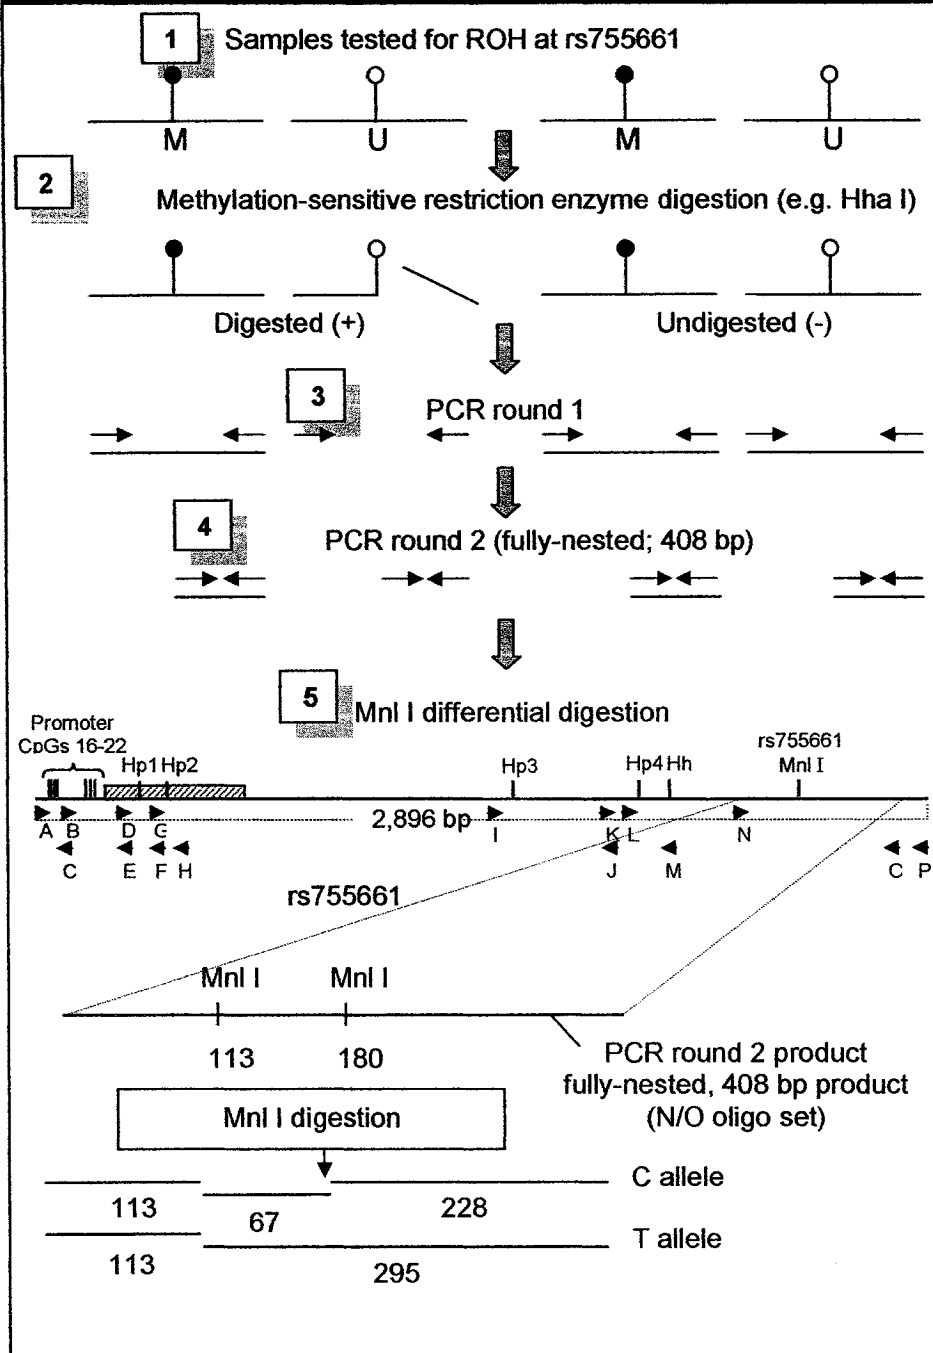 1 Samples tested for ROH at rs755661
M U M U
2
Methylation-sensitive restriction enzyme digestion (e.g. Hha I)
Digested (+) Undigested (-)
3 PCR round 1
4 PCR round 2 (fully-nested; 408 bp)
5 Mnl I differential digestion
Promoter
CpGs 16-22
rs755661
Hp1 Hp2 Hp3 Hp4 Hh Mnl I
2,896 bp
A B D G I K L N
C E F H J M C P
rs755661
Mnl I Mnl I
113 180
PCR round 2 product
fully-nested, 408 bp product
(N/O oligo set)
Mnl I digestion
C allele
113 67 228
T allele
113 295